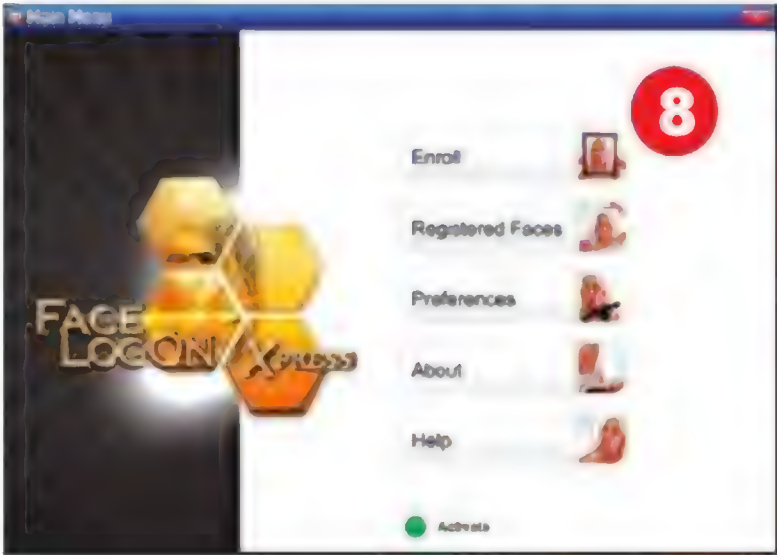 Main Menu
8
Enroll
Registered Faces
Preferences
FACE
LOGON XPRESS
About
Help
Activate